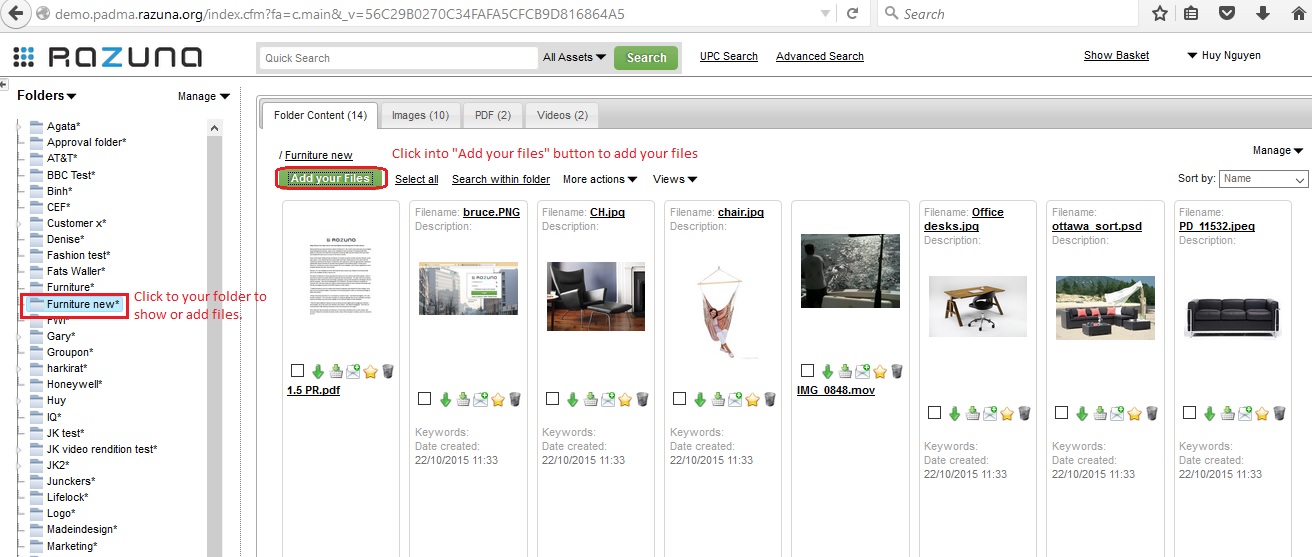 demo.padma.razuna.org/index.cfm?fa=c.main&_v=56C29B0270C34FAFA5CFCB9D816864A5
Search
RAZUNA
Quick Search
All Assets
Search
UPC Search
Advanced Search
Show Basket
Huy Nguyen
Folders
Manage
Agata*
Approval folder*
AT&T*
BBC Test*
Binh*
CEF*
Customer x*
Denise*
Fashion test*
Fats Waller*
Furniture*
Furniture new*
FWI*
Gary*
Groupon*
harkirat*
Honeywell*
Huy
IQ*
JK test*
JK video rendition test*
JK2*
Junckers*
Lifelock*
Logo*
Madeindesign*
Marketing*
Click to your folder to
show or add files.
Folder Content (14)
Images (10)
PDF (2)
Videos (2)
/ Furniture new
Click into "Add your files" button to add your files
Manage
Add your Files
Select all
Search within folder
More actions
Views
Sort by:
Name
RAZUNA
1.5 PR.pdf
Filename: bruce.PNG
Description:
RAZUNA
Keywords:
Date created:
22/10/2015 11:33
Filename: CH.jpg
Description:
Keywords:
Date created:
22/10/2015 11:33
Filename: chair.jpg
Description:
Keywords:
Date created:
22/10/2015 11:33
IMG_0848.mov
Filename: Office
desks.jpg
Description:
Keywords:
Date created:
22/10/2015 11:33
Filename:
ottawa_sort.psd
Description:
Keywords:
Date created:
22/10/2015 11:33
Filename:
PD_11532.jpeg
Description:
Keywords:
Date created:
22/10/2015 11:33